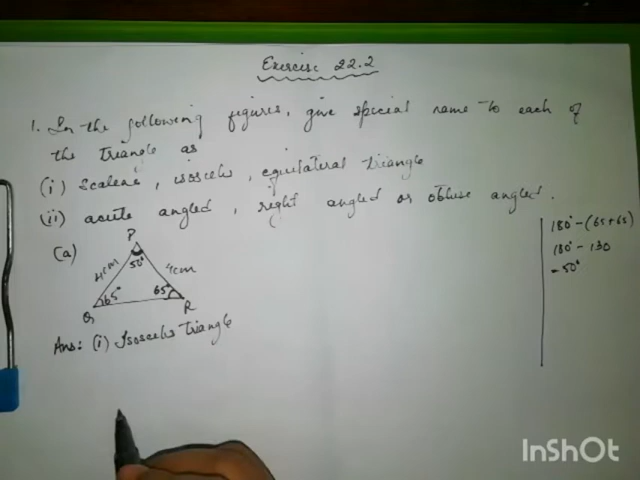 Exercise 22.2
1. In the following figures, give special name to each of
the triangle as
(i) Scalene, isosceles, equilateral triangle
(ii) acute angled, right angled or obtuse angled.
(a)
P
50°
4cm
4cm
65°
65°
Q
R
Ans: (i) Isosceles triangle
180° - (65+65)
180° - 130
= 50°
InShOt